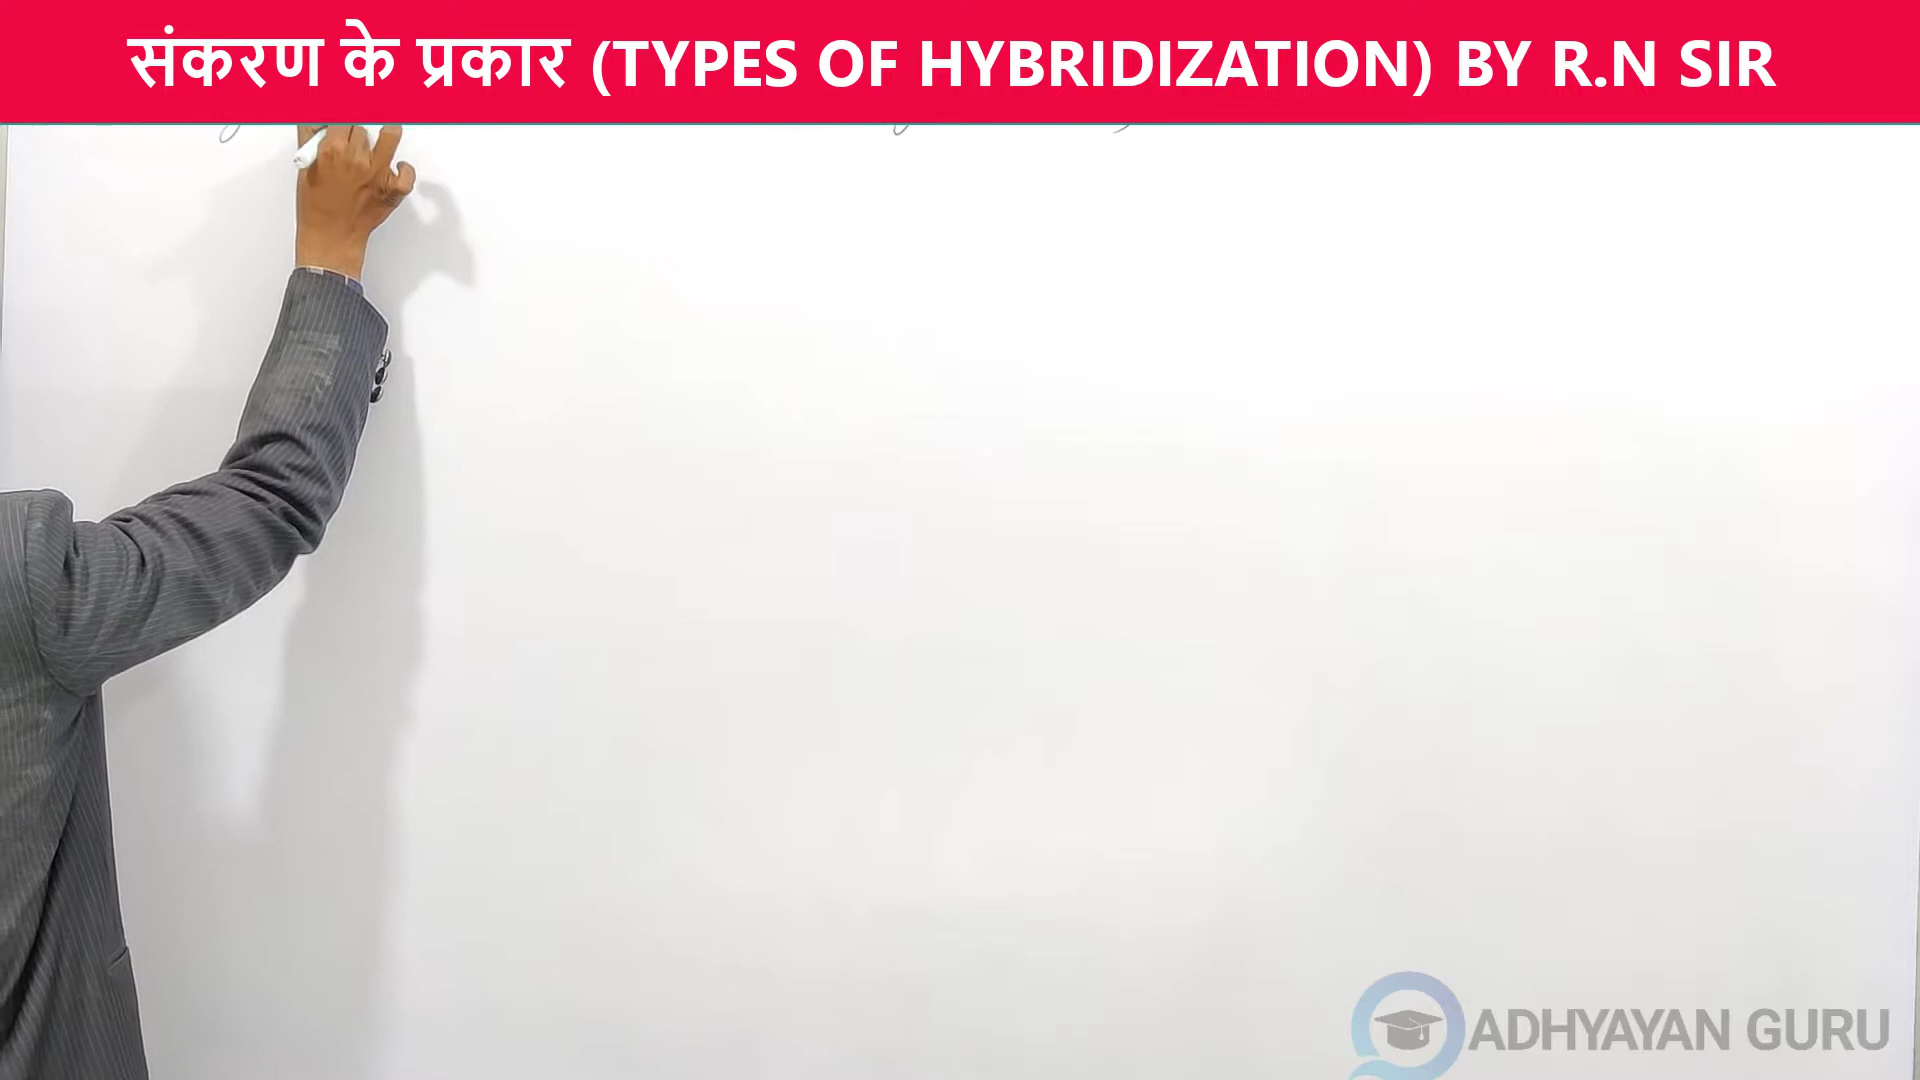 संकरण के प्रकार (TYPES OF HYBRIDIZATION) BY R.N SIR
ADHYAYAN GURU